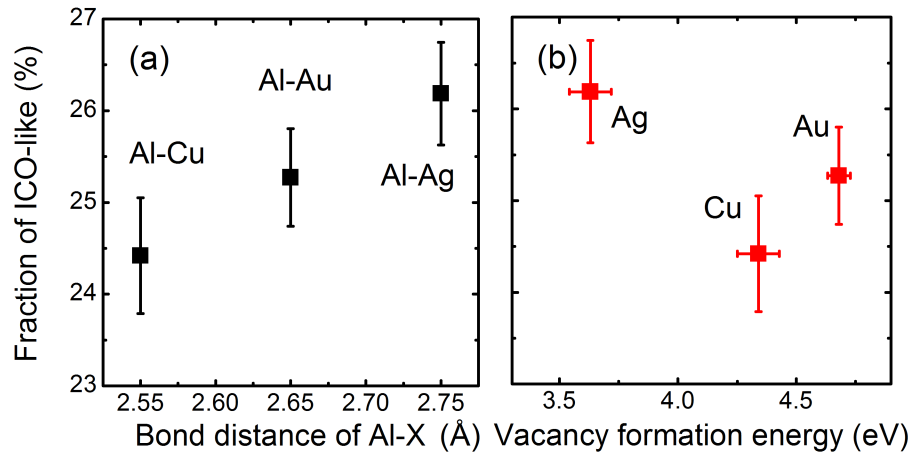 Fraction of ICO-like (%)
27
26
25
24
23
(a)
Al-Cu
Al-Au
Al-Ag
2.55 2.60 2.65 2.70 2.75
Bond distance of Al-X (Å)
(b)
Ag
Au
Cu
3.5 4.0 4.5
Vacancy formation energy (eV)